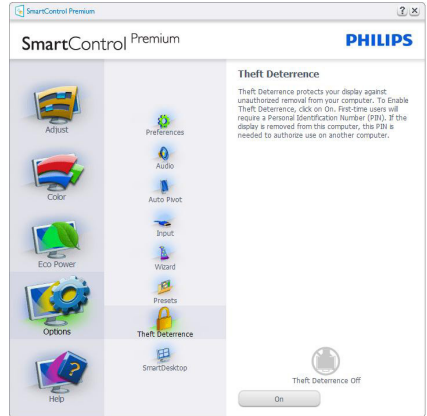 SmartControl Premium
SmartControl Premium
PHILIPS
Adjust
Color
Eco Power
Options
Help
Preferences
Audio
Auto Pivot
Input
Wizard
Presets
Theft Deterrence
SmartDesktop
Theft Deterrence
Theft Deterrence protects your display against
unauthorized removal from your computer. To Enable
Theft Deterrence, click on On. First-time users will
require a Personal Identification Number (PIN). If the
display is removed from this computer, this PIN is
needed to authorize use on another computer.
Theft Deterrence Off
On